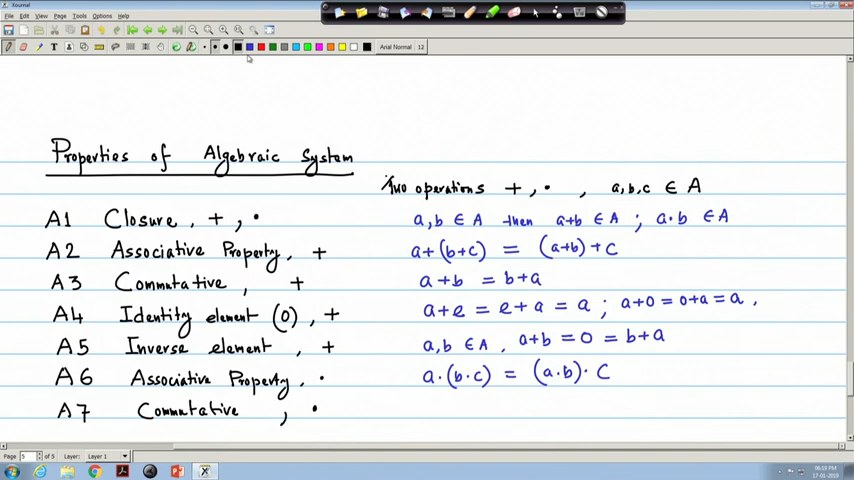 Xournal
File Edit View Page Tools Options Help
Arial Normal 12
Properties of Algebraic System
Two operations +, · , a,b,c ∈ A
A1 Closure, +, · a,b ∈ A then a+b ∈ A ; a·b ∈ A
A2 Associative Property, + a+(b+c) = (a+b)+c
A3 Commutative, + a+b = b+a
A4 Identity element (0), + a+e = e+a = a ; a+0 = 0+a = a ,
A5 Inverse element, + a,b ∈ A, a+b = 0 = b+a
A6 Associative Property, · a·(b·c) = (a·b)·c
A7 Commutative, ·
Page 5 of 5 Layer: Layer 1